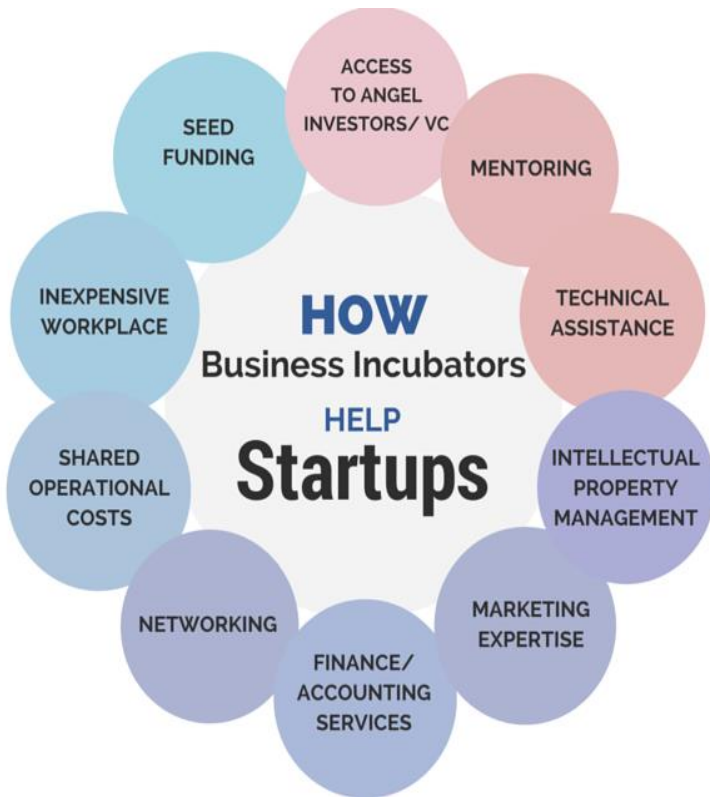 HOW
Business Incubators
HELP
Startups
ACCESS
TO ANGEL
INVESTORS/ VC
MENTORING
TECHNICAL
ASSISTANCE
INTELLECTUAL
PROPERTY
MANAGEMENT
MARKETING
EXPERTISE
FINANCE/
ACCOUNTING
SERVICES
NETWORKING
SHARED
OPERATIONAL
COSTS
INEXPENSIVE
WORKPLACE
SEED
FUNDING